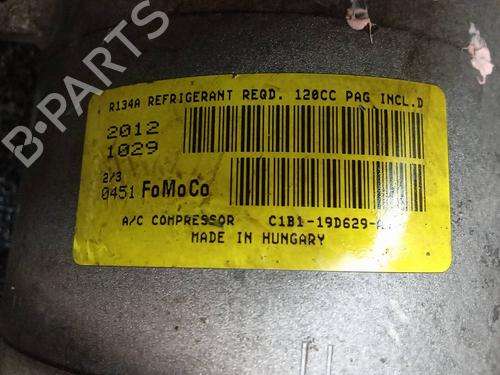 B-PARTS
R134A REFRIGERANT REQD. 120CC PAG INCL.D
2012
1029
2/3
0451 FoMoCo
A/C COMPRESSOR C1B1-19D629-A
MADE IN HUNGARY